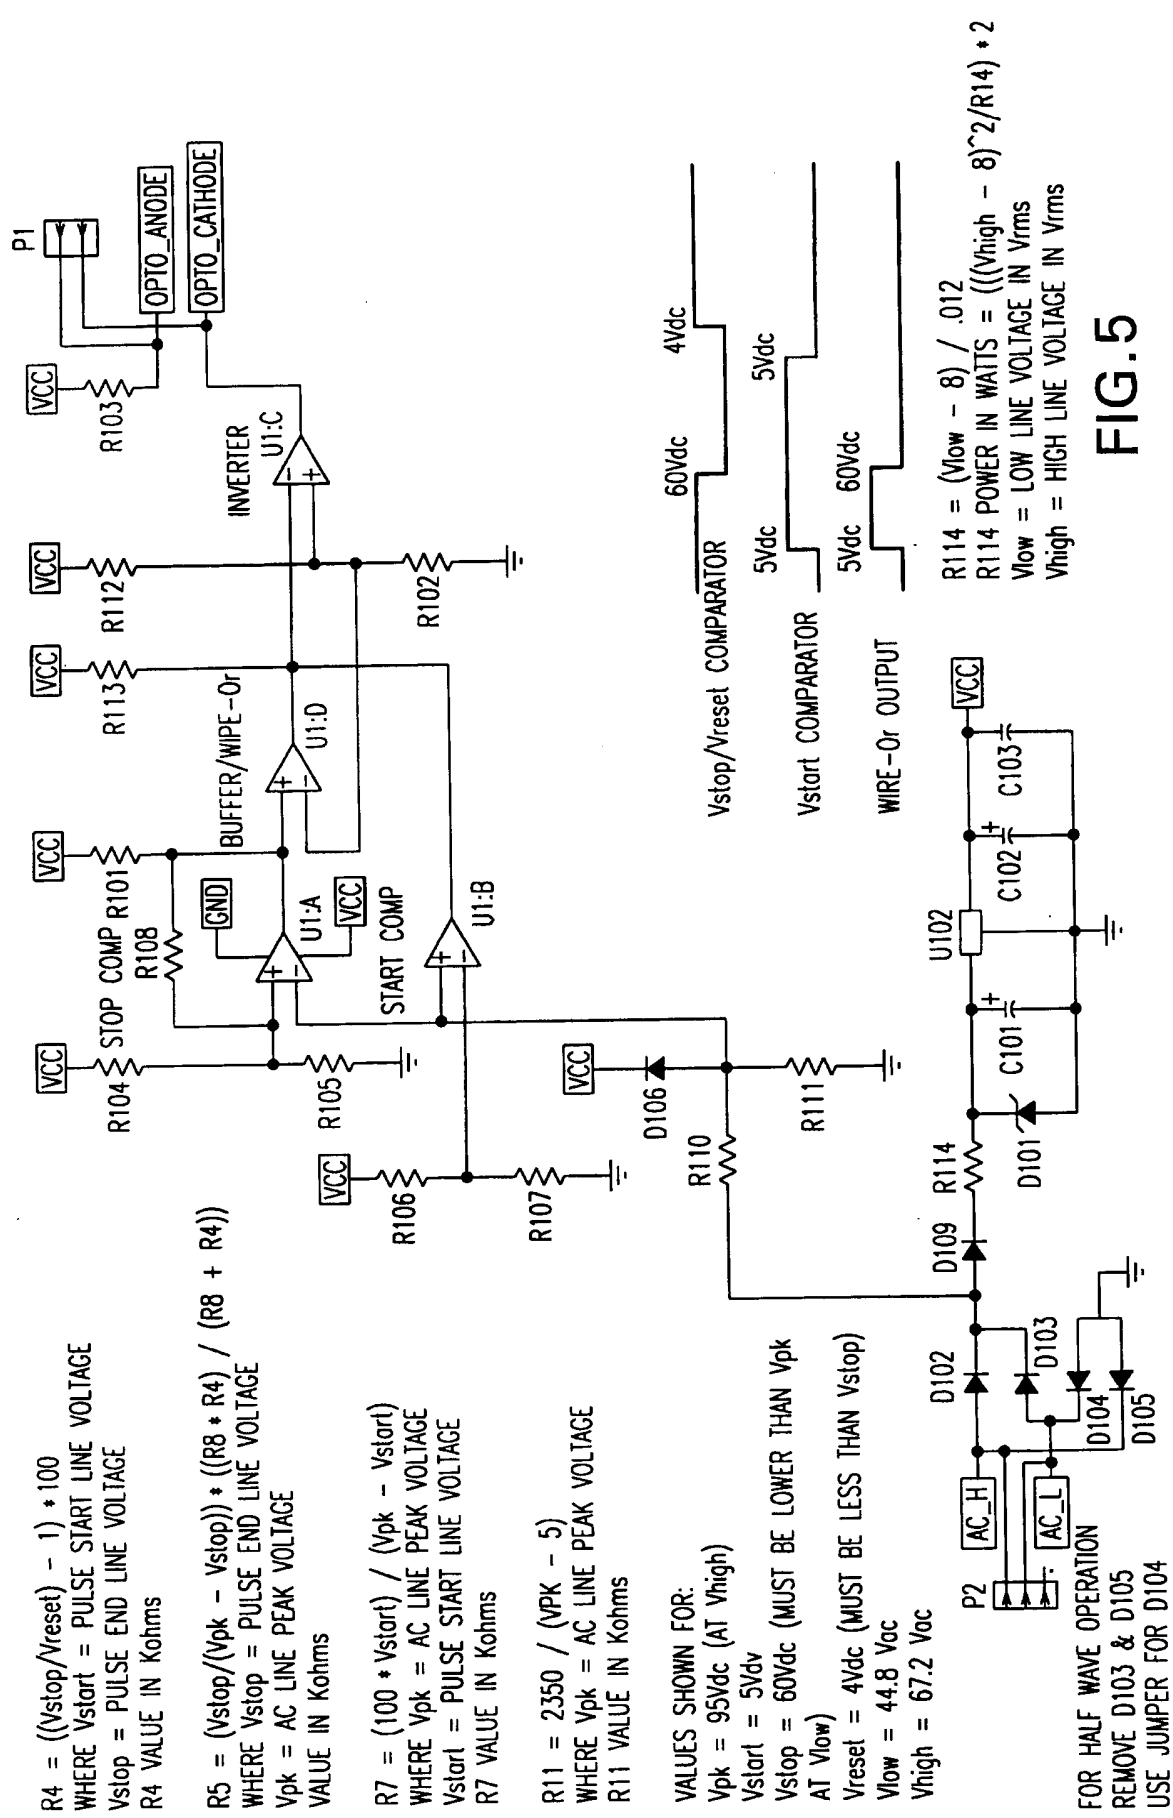 R4 = ((Vstop/Vreset) - 1) * 100
WHERE Vstart = PULSE START LINE VOLTAGE
Vstop = PULSE END LINE VOLTAGE
R4 VALUE IN Kohms
R5 = (Vstop/(Vpk - Vstop)) * ((R8 * R4) / (R8 + R4))
WHERE Vstop = PULSE END LINE VOLTAGE
Vpk = AC LINE PEAK VOLTAGE
VALUE IN Kohms
R7 = (100 * Vstart) / (Vpk - Vstart)
WHERE Vpk = AC LINE PEAK VOLTAGE
Vstart = PULSE START LINE VOLTAGE
R7 VALUE IN Kohms
R11 = 2350 / (VPK - 5)
WHERE Vpk = AC LINE PEAK VOLTAGE
R11 VALUE IN Kohms
VALUES SHOWN FOR:
Vpk = 95Vdc (AT Vhigh)
Vstart = 5Vdv
Vstop = 60Vdc (MUST BE LOWER THAN Vpk
AT Vlow)
Vreset = 4Vdc (MUST BE LESS THAN Vstop)
Vlow = 44.8 Vac
Vhigh = 67.2 Vac
FOR HALF WAVE OPERATION
REMOVE D103 & D105
USE JUMPER FOR D104
VCC
R104
STOP COMP
R108
R101
VCC
R105
GND
U1:A
VCC
BUFFER/WIPE-Or
U1:D
VCC
R113
VCC
R112
R102
INVERTER
U1:C
VCC
R103
P1
OPTO_ANODE
OPTO_CATHODE
VCC
R106
R107
START COMP
U1:B
VCC
D106
R110
R111
P2
AC_H
AC_L
D102
D103
D104
D105
D109
R114
D101
C101
U102
C102
C103
VCC
Vstop/Vreset COMPARATOR
60Vdc
4Vdc
Vstart COMPARATOR
5Vdc
5Vdc
WIRE-Or OUTPUT
5Vdc
60Vdc
R114 = (Vlow - 8) / .012
R114 POWER IN WATTS = (((Vhigh - 8)^2/R14) * 2
Vlow = LOW LINE VOLTAGE IN Vrms
Vhigh = HIGH LINE VOLTAGE IN Vrms
FIG.5